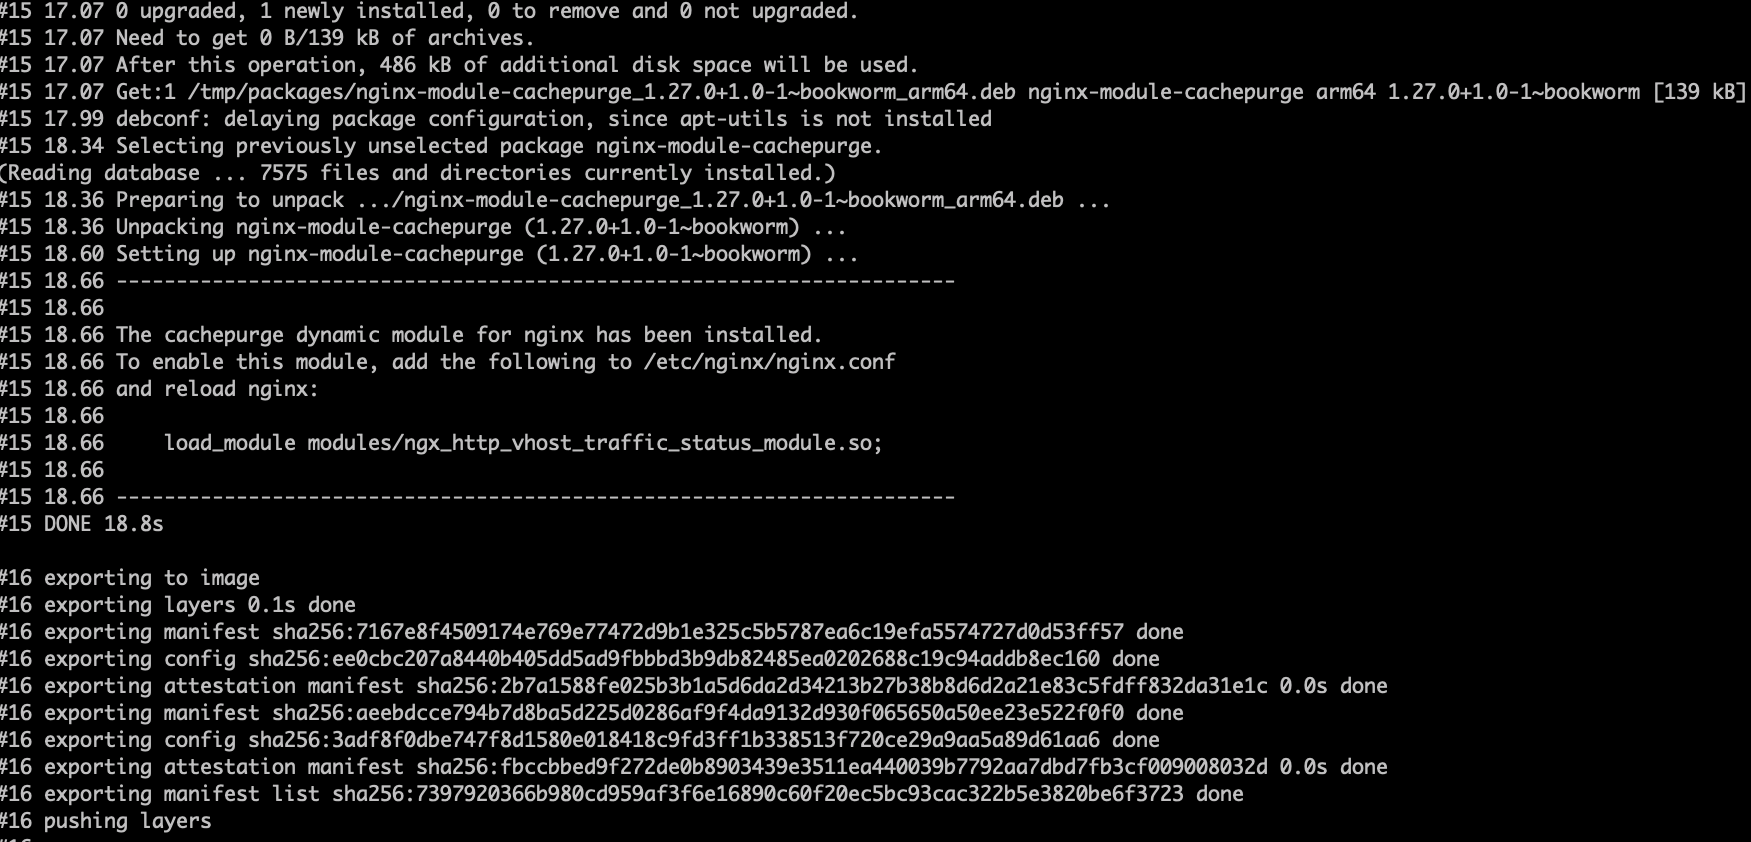 #15 17.07 0 upgraded, 1 newly installed, 0 to remove and 0 not upgraded.
#15 17.07 Need to get 0 B/139 kB of archives.
#15 17.07 After this operation, 486 kB of additional disk space will be used.
#15 17.07 Get:1 /tmp/packages/nginx-module-cachepurge_1.27.0+1.0-1~bookworm_arm64.deb nginx-module-cachepurge arm64 1.27.0+1.0-1~bookworm [139 kB]
#15 17.99 debconf: delaying package configuration, since apt-utils is not installed
#15 18.34 Selecting previously unselected package nginx-module-cachepurge.
(Reading database ... 7575 files and directories currently installed.)
#15 18.36 Preparing to unpack .../nginx-module-cachepurge_1.27.0+1.0-1~bookworm_arm64.deb ...
#15 18.36 Unpacking nginx-module-cachepurge (1.27.0+1.0-1~bookworm) ...
#15 18.60 Setting up nginx-module-cachepurge (1.27.0+1.0-1~bookworm) ...
#15 18.66 ----------------------------------------------------------------------
#15 18.66
#15 18.66 The cachepurge dynamic module for nginx has been installed.
#15 18.66 To enable this module, add the following to /etc/nginx/nginx.conf
#15 18.66 and reload nginx:
#15 18.66
#15 18.66     load_module modules/ngx_http_vhost_traffic_status_module.so;
#15 18.66
#15 18.66 ----------------------------------------------------------------------
#15 DONE 18.8s

#16 exporting to image
#16 exporting layers 0.1s done
#16 exporting manifest sha256:7167e8f4509174e769e77472d9b1e325c5b5787ea6c19efa5574727d0d53ff57 done
#16 exporting config sha256:ee0cbc207a8440b405dd5ad9fbbbd3b9db82485ea0202688c19c94addb8ec160 done
#16 exporting attestation manifest sha256:2b7a1588fe025b3b1a5d6da2d34213b27b38b8d6d2a21e83c5fdff832da31e1c 0.0s done
#16 exporting manifest sha256:aeebdcce794b7d8ba5d225d0286af9f4da9132d930f065650a50ee23e522f0f0 done
#16 exporting config sha256:3adf8f0dbe747f8d1580e018418c9fd3ff1b338513f720ce29a9aa5a89d61aa6 done
#16 exporting attestation manifest sha256:fbccbbed9f272de0b8903439e3511ea440039b7792aa7dbd7fb3cf009008032d 0.0s done
#16 exporting manifest list sha256:7397920366b980cd959af3f6e16890c60f20ec5bc93cac322b5e3820be6f3723 done
#16 pushing layers